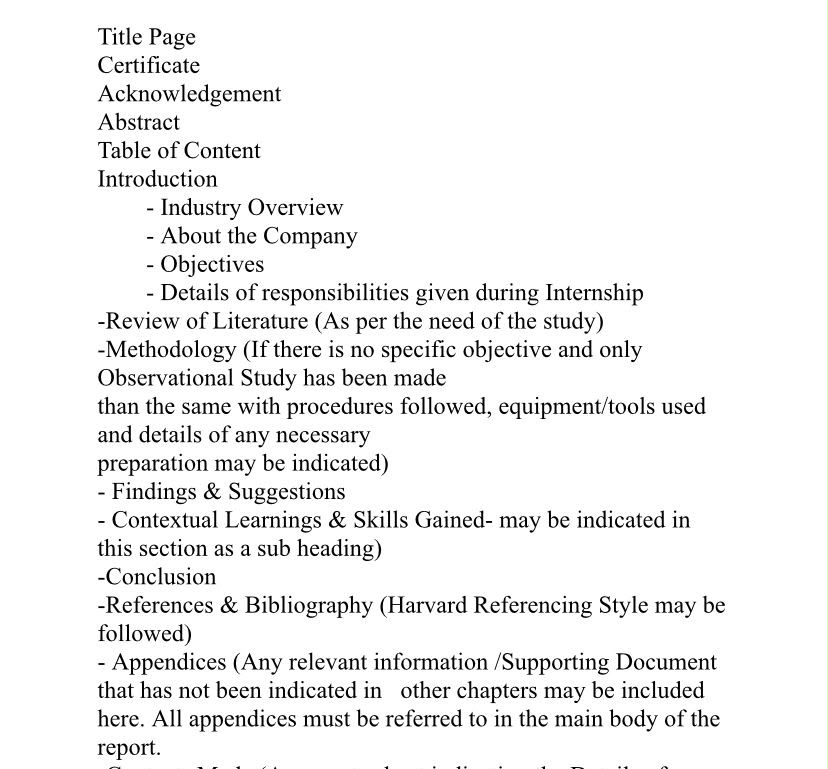 Title Page
Certificate
Acknowledgement
Abstract
Table of Content
Introduction
- Industry Overview
- About the Company
- Objectives
- Details of responsibilities given during Internship
-Review of Literature (As per the need of the study)
-Methodology (If there is no specific objective and only
Observational Study has been made
than the same with procedures followed, equipment/tools used
and details of any necessary
preparation may be indicated)
- Findings & Suggestions
- Contextual Learnings & Skills Gained- may be indicated in
this section as a sub heading)
-Conclusion
-References & Bibliography (Harvard Referencing Style may be
followed)
- Appendices (Any relevant information /Supporting Document
that has not been indicated in   other chapters may be included
here. All appendices must be referred to in the main body of the
report.